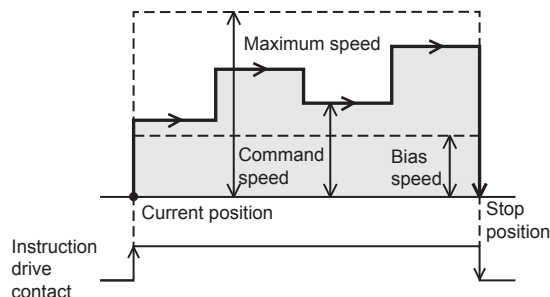 Maximum speed
Command
speed
Bias
speed
Current position
Stop
position
Instruction
drive
contact